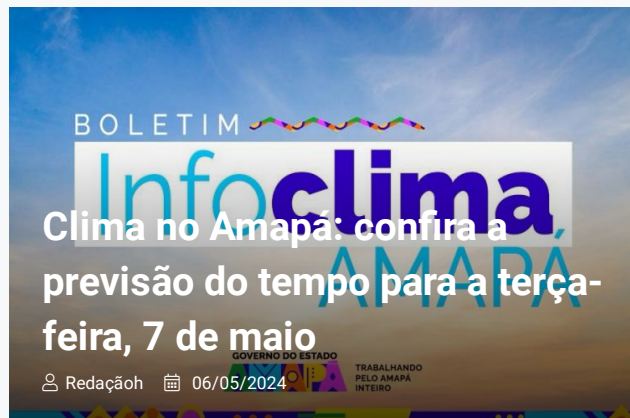 BOLETIM
Infoclima
AMAPÁ
Clima no Amapá: confira a
previsão do tempo para a terça-
feira, 7 de maio
GOVERNO DO ESTADO
AMAPÁ
TRABALHANDO
PELO AMAPÁ
INTEIRO
Redaçãoh 06/05/2024